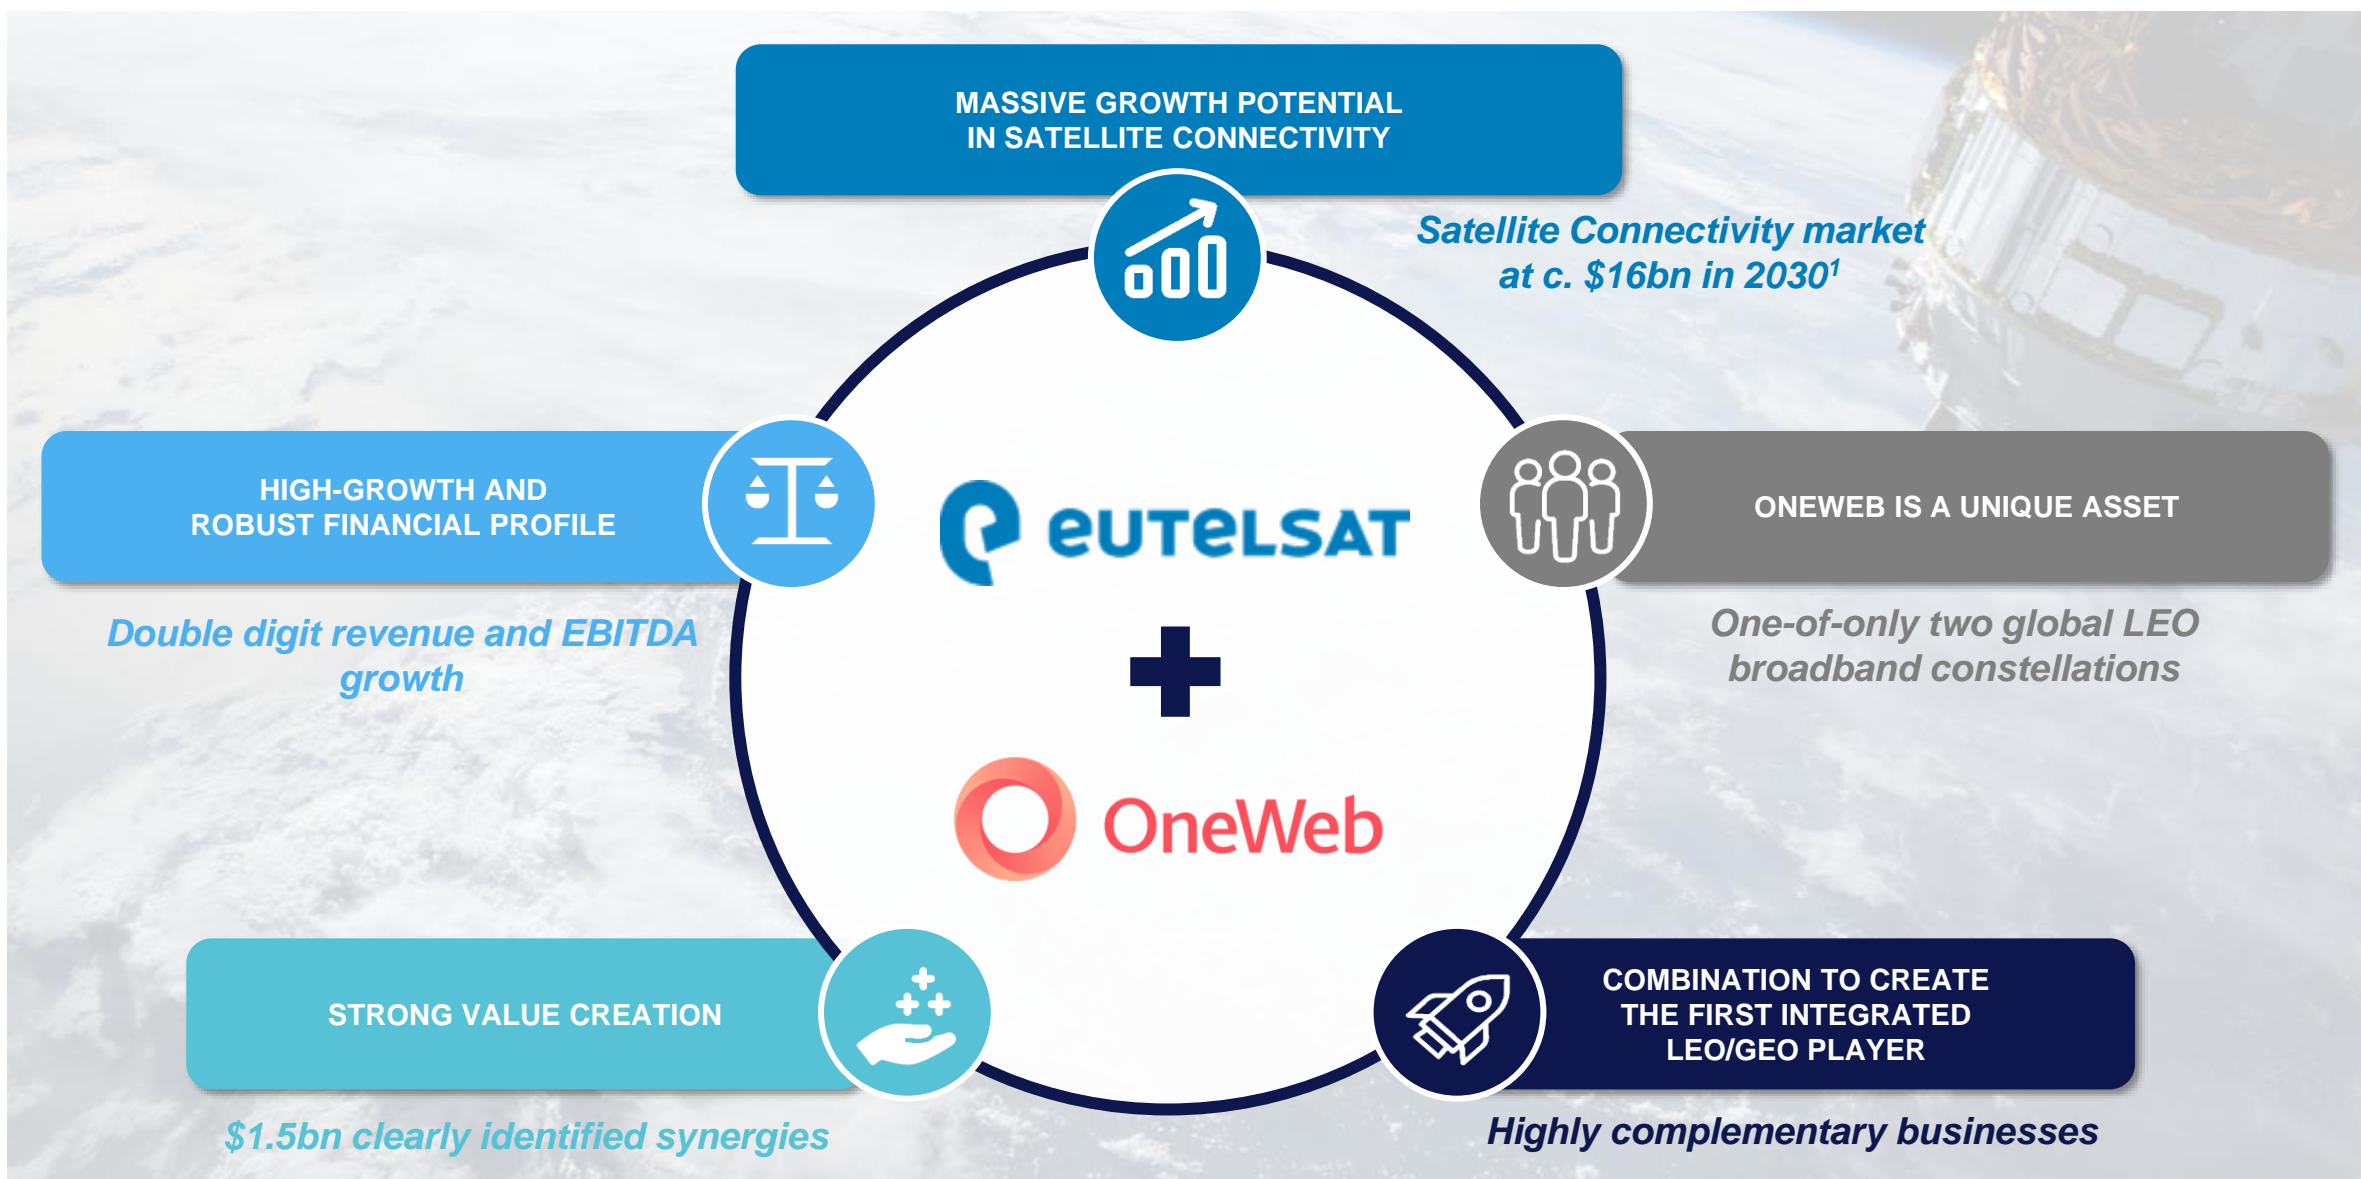 MASSIVE GROWTH POTENTIAL
IN SATELLITE CONNECTIVITY
Satellite Connectivity market
at c. $16bn in 2030¹
HIGH-GROWTH AND
ROBUST FINANCIAL PROFILE
Double digit revenue and EBITDA
growth
eutelsat
OneWeb
ONEWEB IS A UNIQUE ASSET
One-of-only two global LEO
broadband constellations
STRONG VALUE CREATION
$1.5bn clearly identified synergies
COMBINATION TO CREATE
THE FIRST INTEGRATED
LEO/GEO PLAYER
Highly complementary businesses